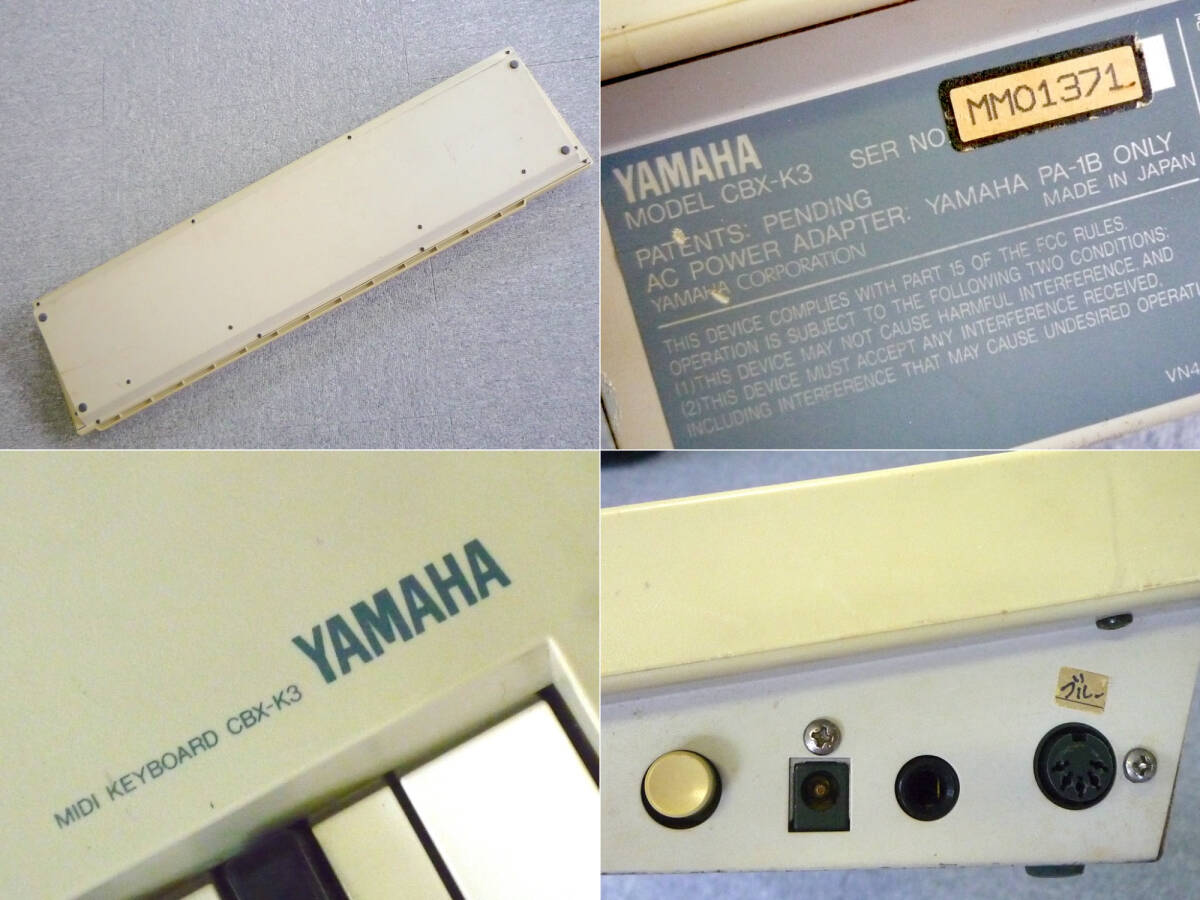 MM01371
YAMAHA
MODEL CBX-K3 SER NO.
PATENTS: PENDING
AC POWER ADAPTER: YAMAHA PA-1B ONLY
YAMAHA CORPORATION MADE IN JAPAN
THIS DEVICE COMPLIES WITH PART 15 OF THE FCC RULES.
OPERATION IS SUBJECT TO THE FOLLOWING TWO CONDITIONS:
(1)THIS DEVICE MAY NOT CAUSE HARMFUL INTERFERENCE, AND
(2)THIS DEVICE MUST ACCEPT ANY INTERFERENCE RECEIVED,
INCLUDING INTERFERENCE THAT MAY CAUSE UNDESIRED OPERATI
VN4
YAMAHA
MIDI KEYBOARD CBX-K3
ブルー